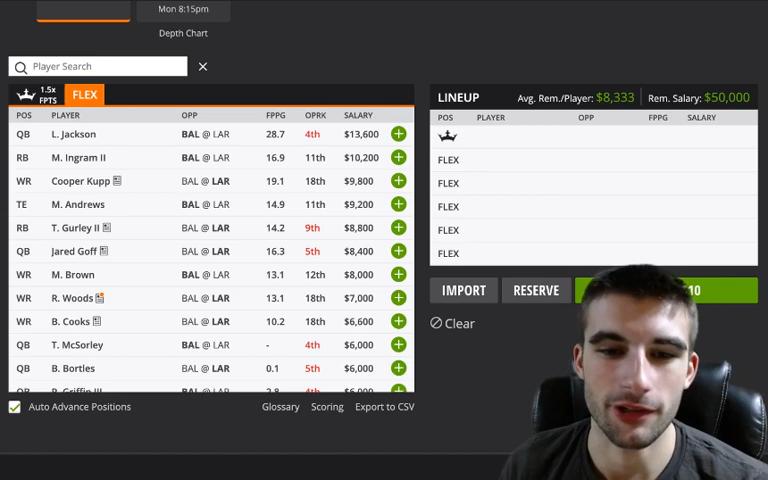 Mon 8:15pm
Depth Chart
Player Search
1.5x
FPTS
FLEX
POS PLAYER OPP FPPG OPRK SALARY
QB L. Jackson BAL @ LAR 28.7 4th $13,600
RB M. Ingram II BAL @ LAR 16.9 11th $10,200
WR Cooper Kupp BAL @ LAR 19.1 18th $9,800
TE M. Andrews BAL @ LAR 14.9 11th $9,200
RB T. Gurley II BAL @ LAR 14.2 9th $8,800
QB Jared Goff BAL @ LAR 16.3 5th $8,400
WR M. Brown BAL @ LAR 13.1 12th $8,000
WR R. Woods BAL @ LAR 13.1 18th $7,000
WR B. Cooks BAL @ LAR 10.2 18th $6,600
QB T. McSorley BAL @ LAR - 4th $6,000
QB B. Bortles BAL @ LAR 0.1 5th $6,000
Auto Advance Positions
Glossary Scoring Export to CSV
LINEUP Avg. Rem./Player: $8,333 Rem. Salary: $50,000
POS PLAYER OPP FPPG SALARY
FLEX
FLEX
FLEX
FLEX
FLEX
IMPORT RESERVE 10
Clear